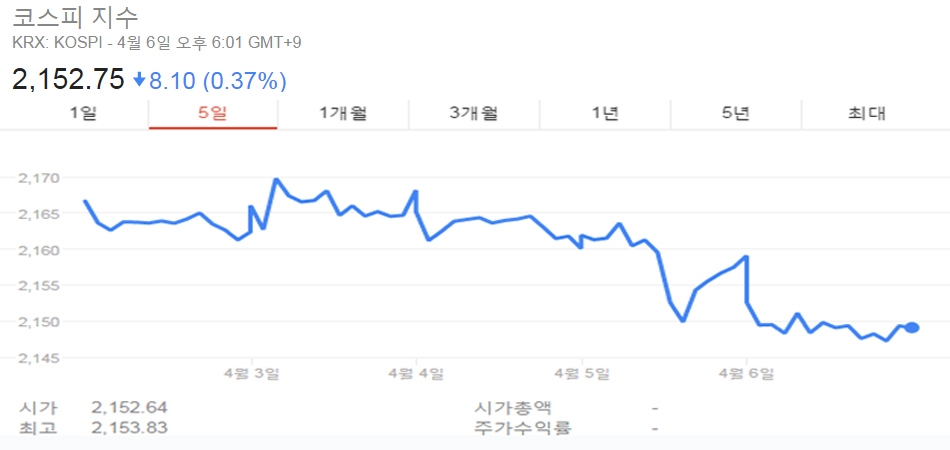 코스피 지수
KRX: KOSPI - 4월 6일 오후 6:01 GMT+9
2,152.75 ↓8.10 (0.37%)
1일 5일 1개월 3개월 1년 5년 최대
2,170
2,165
2,160
2,155
2,150
2,145
4월 3일 4월 4일 4월 5일 4월 6일
시가 2,152.64 시가총액 -
최고 2,153.83 주가수익률 -